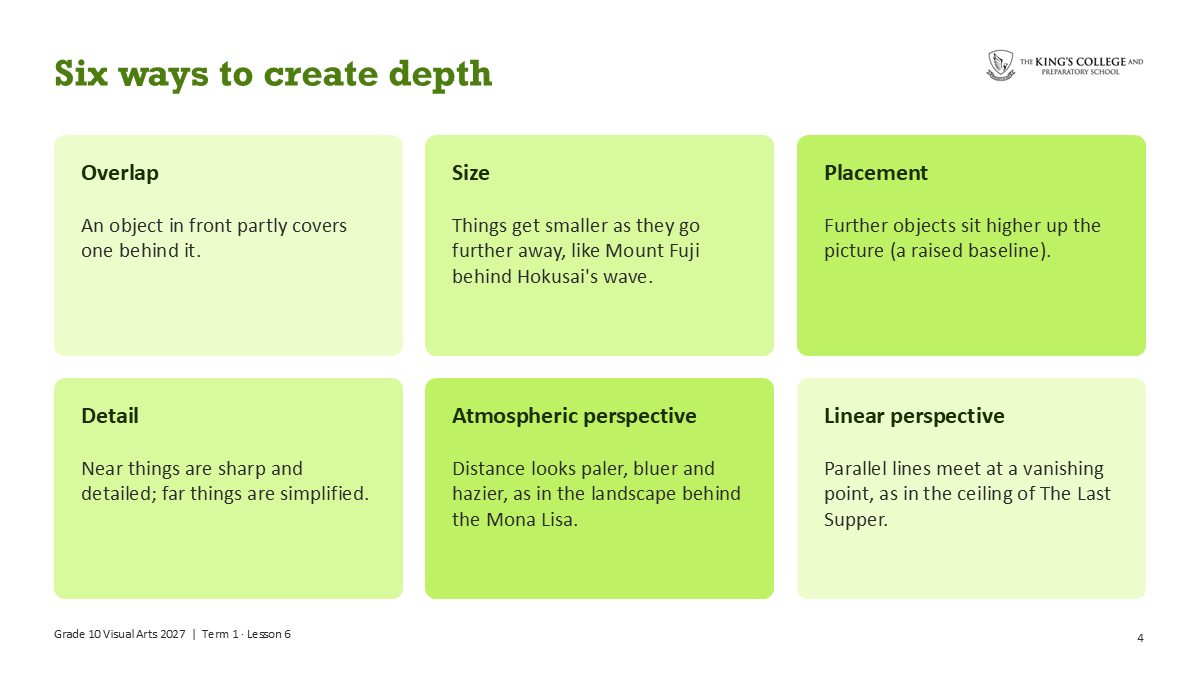 Six ways to create depth
THE KING'S COLLEGE AND
PREPARATORY SCHOOL
Overlap
An object in front partly covers
one behind it.
Size
Things get smaller as they go
further away, like Mount Fuji
behind Hokusai's wave.
Placement
Further objects sit higher up the
picture (a raised baseline).
Detail
Near things are sharp and
detailed; far things are simplified.
Atmospheric perspective
Distance looks paler, bluer and
hazier, as in the landscape behind
the Mona Lisa.
Linear perspective
Parallel lines meet at a vanishing
point, as in the ceiling of The Last
Supper.
Grade 10 Visual Arts 2027 | Term 1 · Lesson 6
4